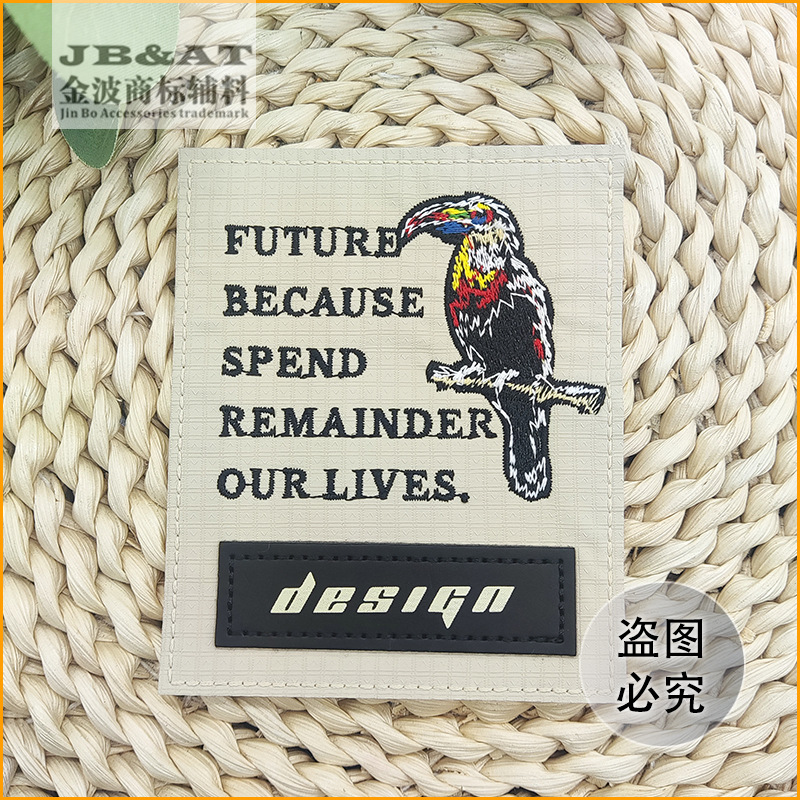 JB&AT
金波商标辅料
Jin Bo Accessories trademark
FUTURE
BECAUSE
SPEND
REMAINDER
OUR LIVES.
design
盗图
必究